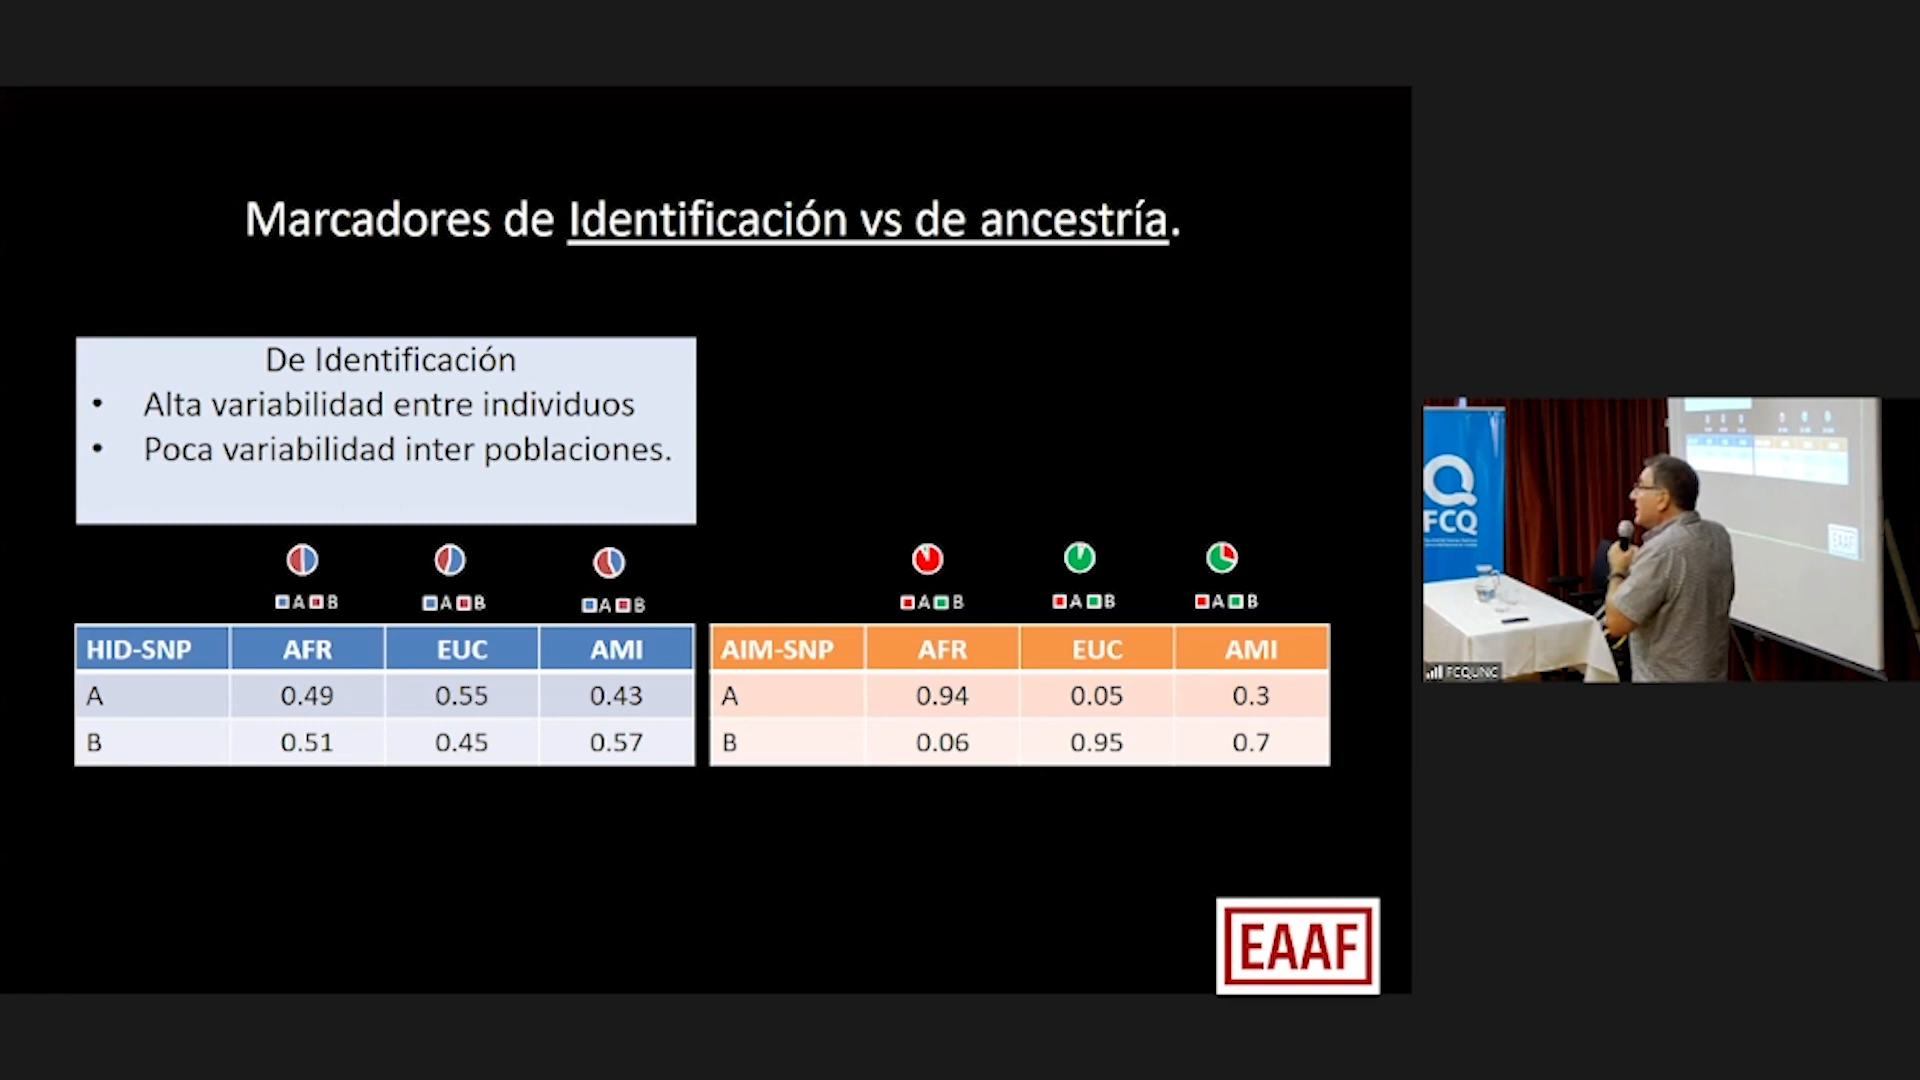 Marcadores de Identificación vs de ancestría.
De Identificación
• Alta variabilidad entre individuos
• Poca variabilidad inter poblaciones.
A B
A B
A B
A B
A B
A B
HID-SNP AFR EUC AMI
A 0.49 0.55 0.43
B 0.51 0.45 0.57
AIM-SNP AFR EUC AMI
A 0.94 0.05 0.3
B 0.06 0.95 0.7
EAAF
FCQ
FCQUNC